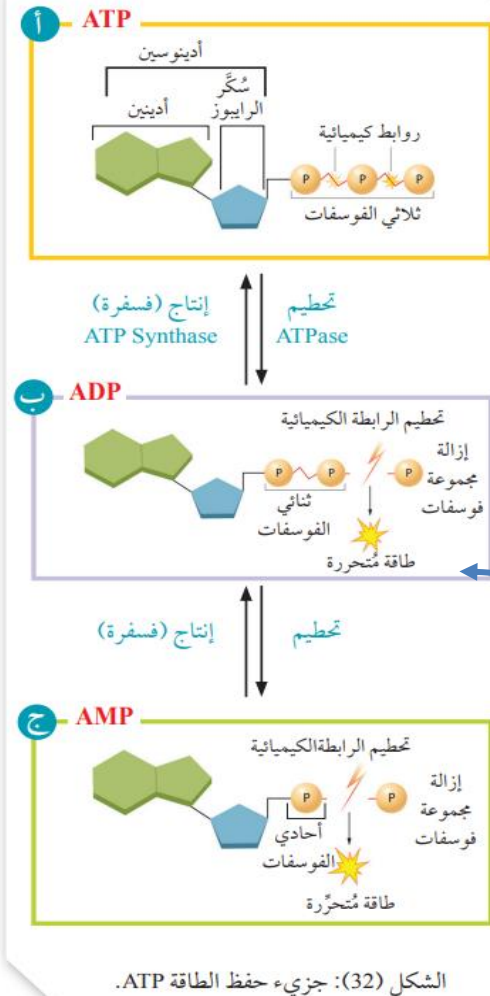 أ ATP
أدينوسين
سُكَّر
الرايبوز
أدينين
روابط كيميائية
P P P
ثلاثي الفوسفات
إنتاج (فسفرة)
ATP Synthase
تحطيم
ATPase
ب ADP
تحطيم الرابطة الكيميائية
إزالة
مجموعة
فوسفات
P P P
ثنائي
الفوسفات
طاقة مُتحررة
إنتاج (فسفرة)
تحطيم
ج AMP
تحطيم الرابطةالكيميائية
إزالة
مجموعة
فوسفات
P P
أحادي
الفوسفات
طاقة مُتحرِّرة
الشكل (32): جزيء حفظ الطاقة ATP.